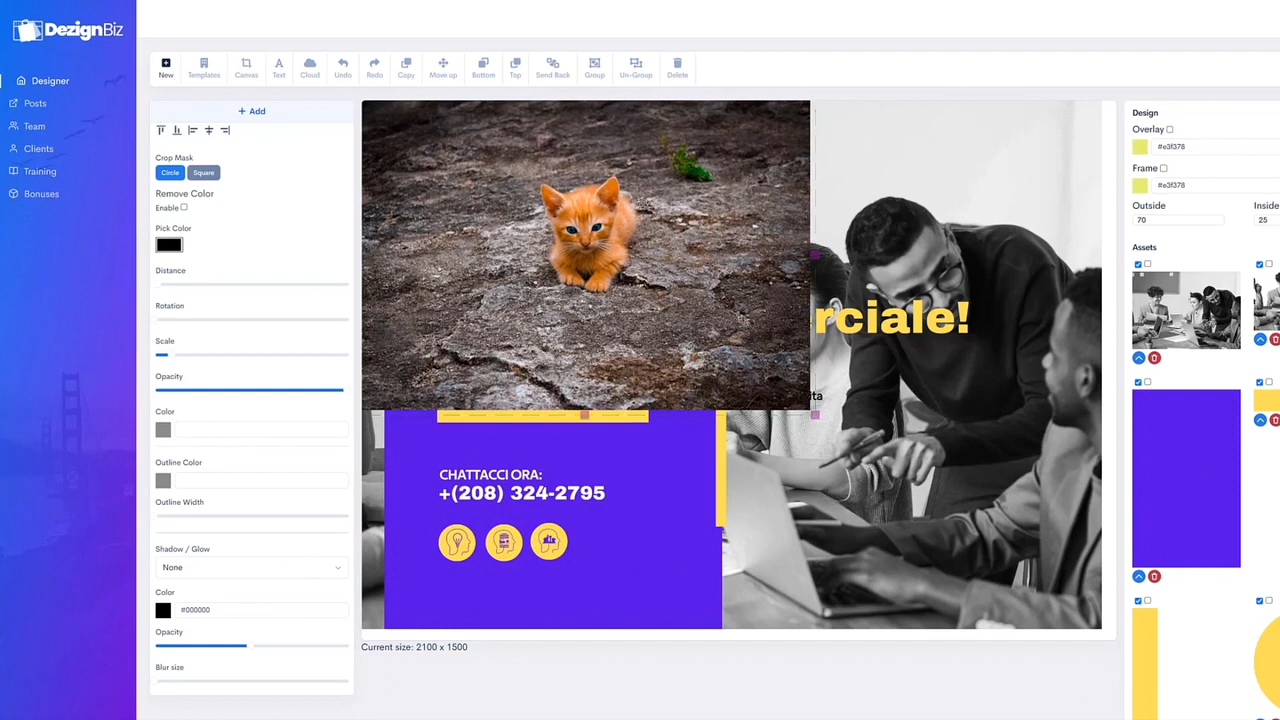 DezignBiz
New
Templates
Canvas
Text
Cloud
Undo
Redo
Copy
Move up
Bottom
Top
Send Back
Group
Un-Group
Delete
Designer
Posts
Team
Clients
Training
Bonuses
+ Add
Crop Mask
Circle Square
Remove Color
Enable
Pick Color
Distance
Rotation
Scale
Opacity
Color
Outline Color
Outline Width
Shadow / Glow
None
Color
#000000
Opacity
Blur size
rciale!
ita
CHATTACCI ORA:
+(208) 324-2795
Current size: 2100 x 1500
Design
Overlay
#e3f378
Frame
#e3f378
Outside Inside
70 25
Assets